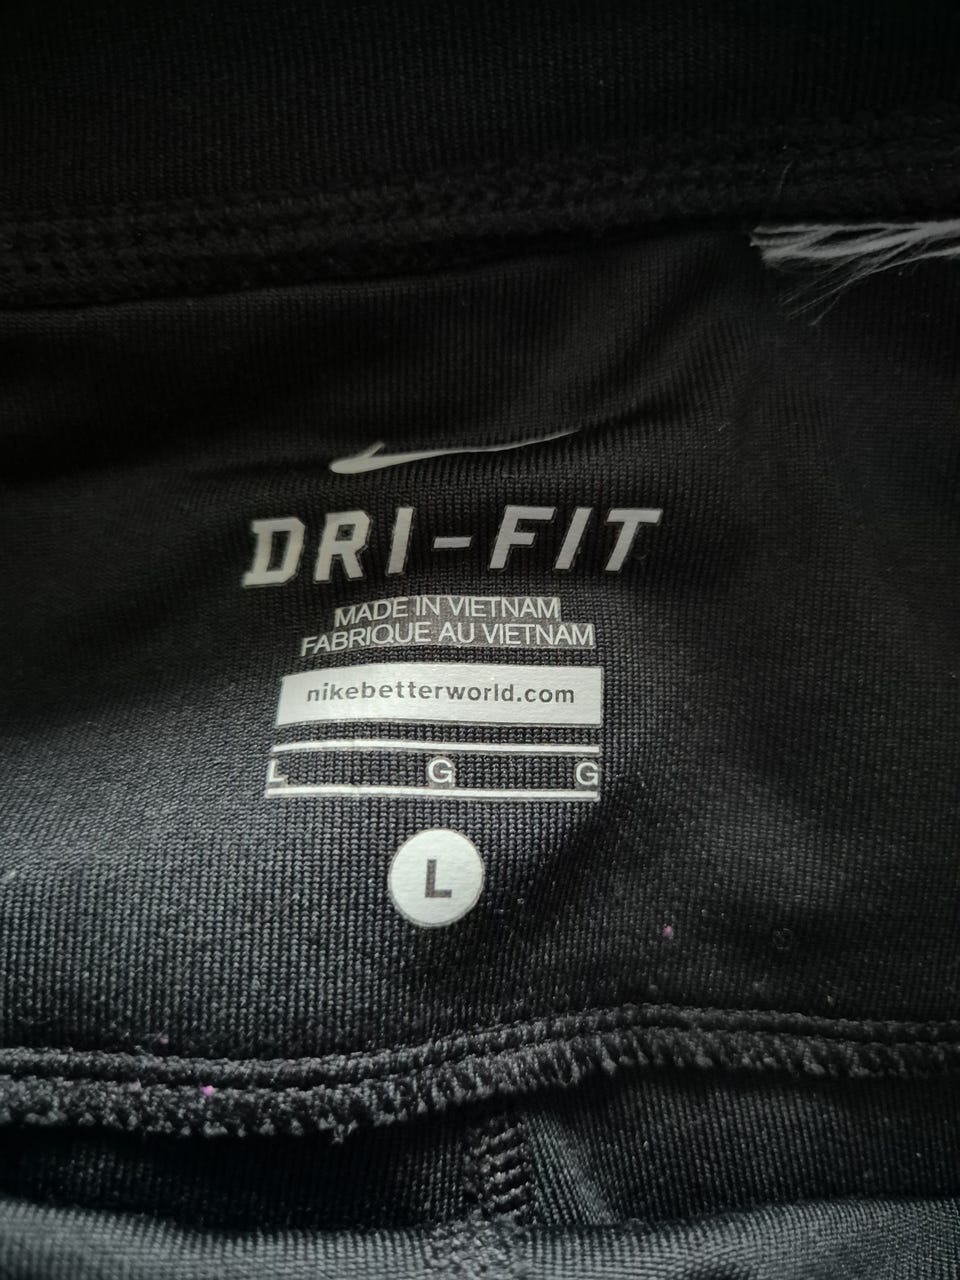 DRI-FIT
MADE IN VIETNAM
FABRIQUE AU VIETNAM
nikebetterworld.com
L G G
L